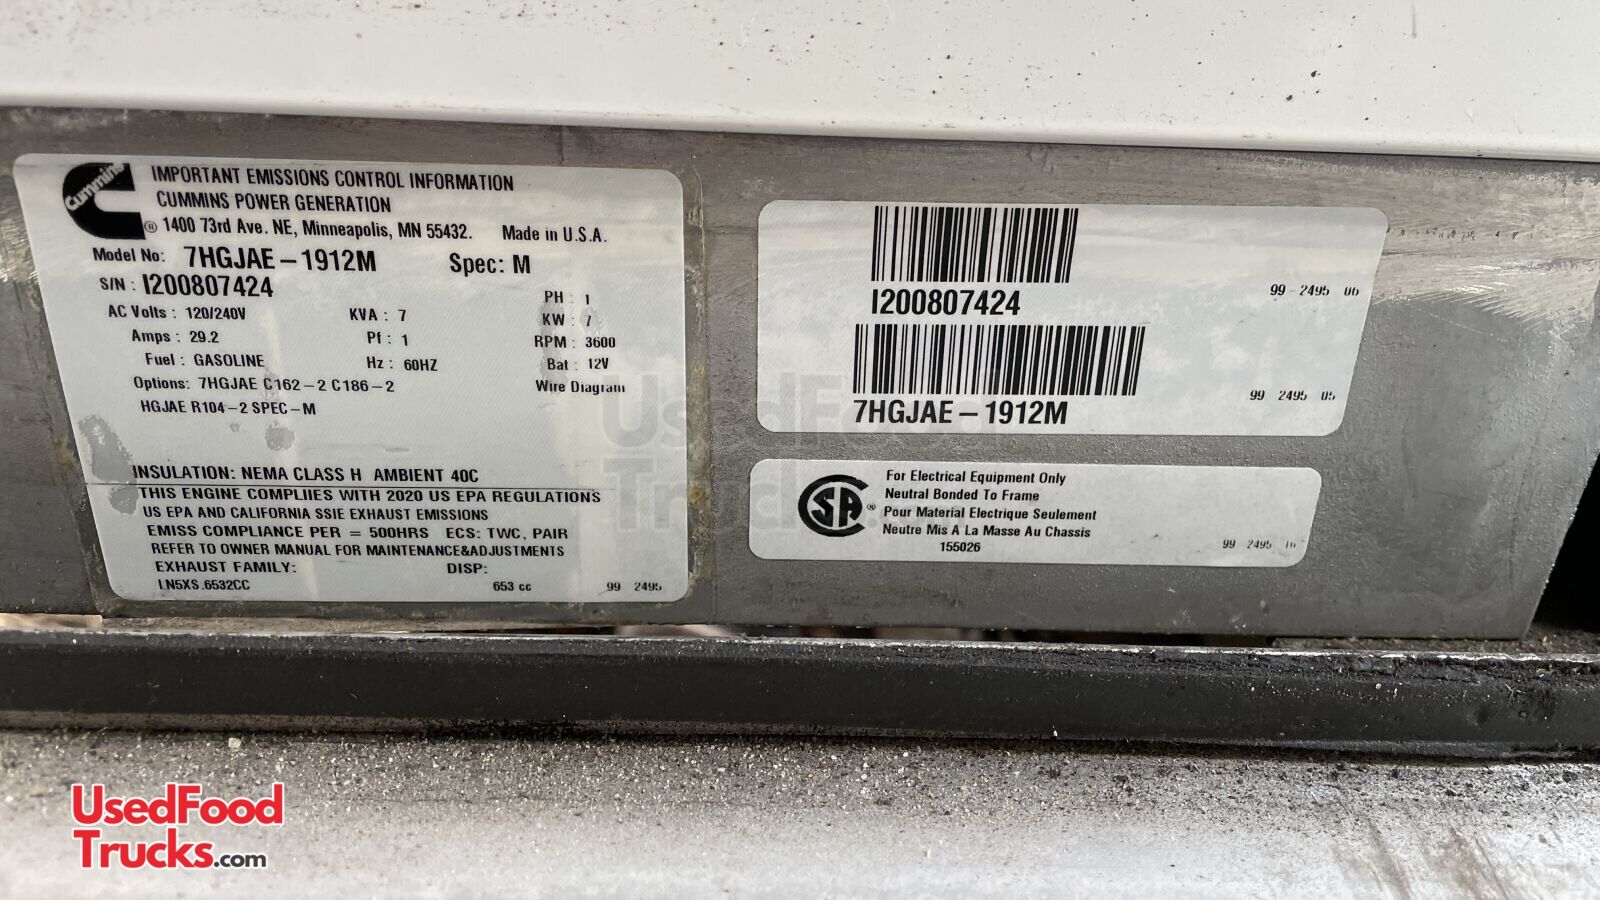 Cummins
IMPORTANT EMISSIONS CONTROL INFORMATION
CUMMINS POWER GENERATION
® 1400 73rd Ave. NE, Minneapolis, MN 55432. Made in U.S.A.
Model No: 7HGJAE-1912M Spec: M
S/N : I200807424
PH : 1
AC Volts : 120/240V KVA : 7 KW : 7
Amps : 29.2 Pf : 1 RPM : 3600
Fuel : GASOLINE Hz : 60HZ Bat : 12V
Options: 7HGJAE C162-2 C186-2 Wire Diagram
HGJAE R104-2 SPEC-M
INSULATION: NEMA CLASS H AMBIENT 40C
THIS ENGINE COMPLIES WITH 2020 US EPA REGULATIONS
US EPA AND CALIFORNIA SSIE EXHAUST EMISSIONS
EMISS COMPLIANCE PER = 500HRS ECS: TWC, PAIR
REFER TO OWNER MANUAL FOR MAINTENANCE&ADJUSTMENTS
EXHAUST FAMILY: DISP:
LN5XS.6532CC 653 cc 99 2495
I200807424
99-2495 06
7HGJAE-1912M
99 2495 05
SA ®
For Electrical Equipment Only
Neutral Bonded To Frame
Pour Material Electrique Seulement
Neutre Mis A La Masse Au Chassis
155026
99 2495
UsedFood
Trucks.com
UsedFood
Trucks.com